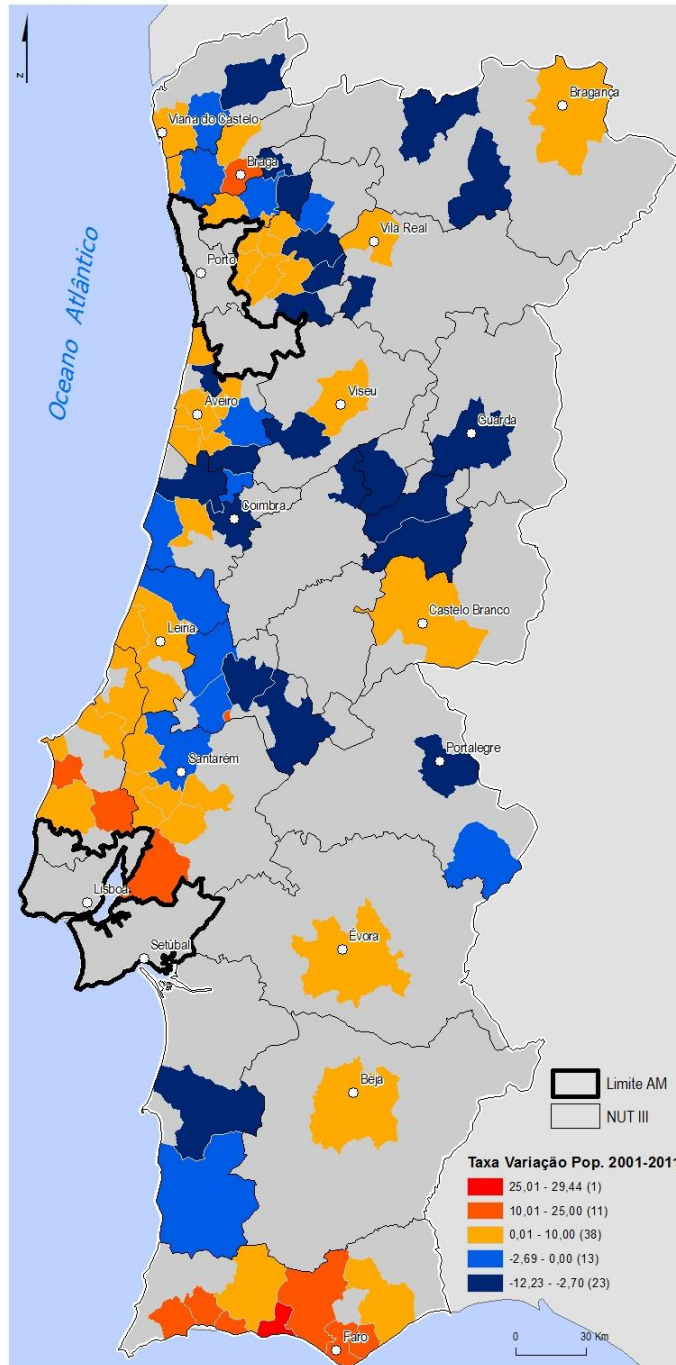 N
Oceano Atlântico
Bragança
Viana do Castelo
Braga
Vila Real
Porto
Viseu
Aveiro
Guarda
Coimbra
Castelo Branco
Leiria
Portalegre
Santarém
Lisboa
Évora
Setúbal
Beja
Limite AM
NUT III
Taxa Variação Pop. 2001-2011
25,01 - 29,44 (1)
10,01 - 25,00 (11)
0,01 - 10,00 (38)
-2,69 - 0,00 (13)
-12,23 - -2,70 (23)
Faro
0 30 Km